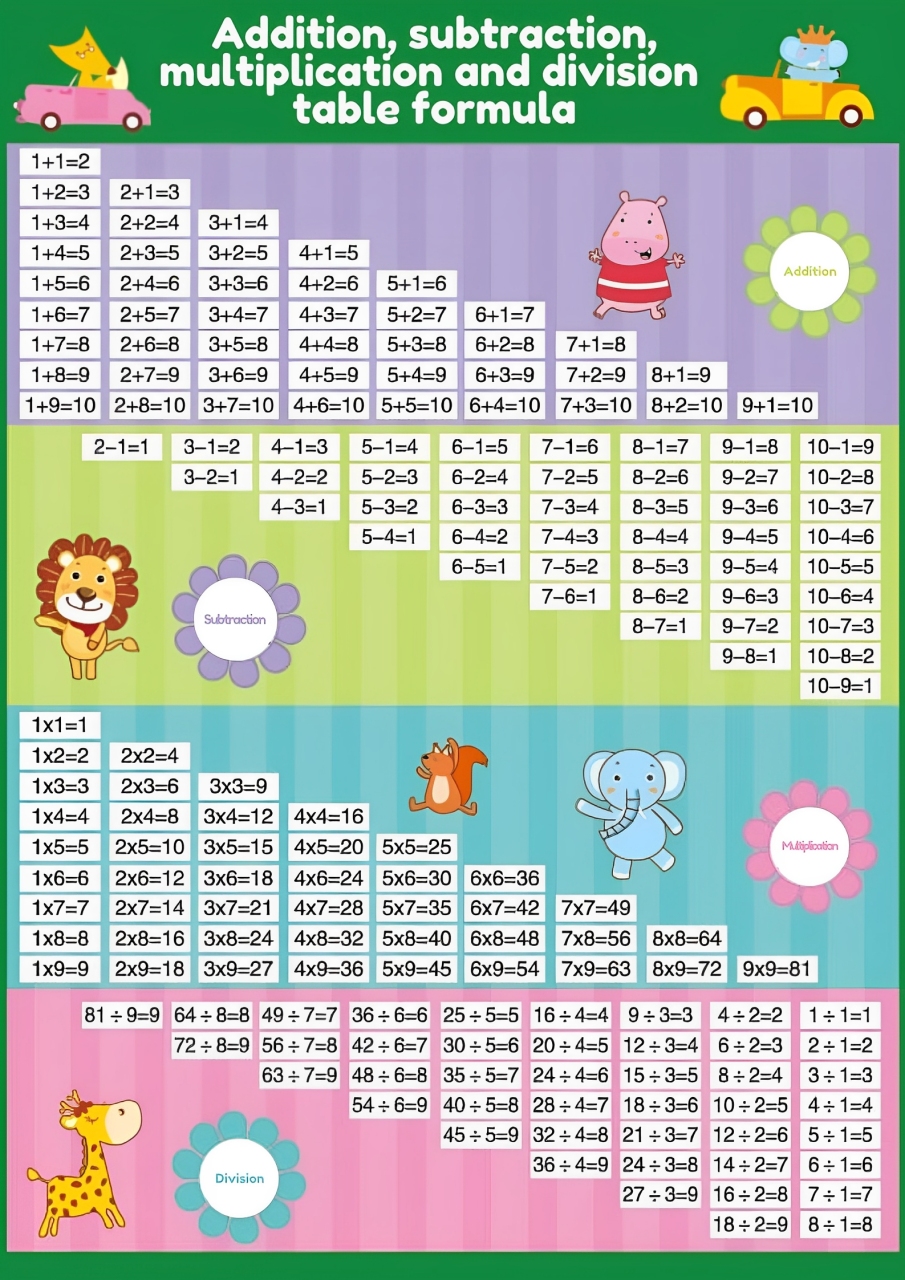 Addition, subtraction,
multiplication and division
table formula
1+1=2
1+2=3 2+1=3
1+3=4 2+2=4 3+1=4
1+4=5 2+3=5 3+2=5 4+1=5
1+5=6 2+4=6 3+3=6 4+2=6 5+1=6
1+6=7 2+5=7 3+4=7 4+3=7 5+2=7 6+1=7
1+7=8 2+6=8 3+5=8 4+4=8 5+3=8 6+2=8 7+1=8
1+8=9 2+7=9 3+6=9 4+5=9 5+4=9 6+3=9 7+2=9 8+1=9
1+9=10 2+8=10 3+7=10 4+6=10 5+5=10 6+4=10 7+3=10 8+2=10 9+1=10
Addition
2−1=1 3−1=2 4−1=3 5−1=4 6−1=5 7−1=6 8−1=7 9−1=8 10−1=9
3−2=1 4−2=2 5−2=3 6−2=4 7−2=5 8−2=6 9−2=7 10−2=8
4−3=1 5−3=2 6−3=3 7−3=4 8−3=5 9−3=6 10−3=7
5−4=1 6−4=2 7−4=3 8−4=4 9−4=5 10−4=6
6−5=1 7−5=2 8−5=3 9−5=4 10−5=5
7−6=1 8−6=2 9−6=3 10−6=4
8−7=1 9−7=2 10−7=3
9−8=1 10−8=2
10−9=1
Subtraction
1x1=1
1x2=2 2x2=4
1x3=3 2x3=6 3x3=9
1x4=4 2x4=8 3x4=12 4x4=16
1x5=5 2x5=10 3x5=15 4x5=20 5x5=25
1x6=6 2x6=12 3x6=18 4x6=24 5x6=30 6x6=36
1x7=7 2x7=14 3x7=21 4x7=28 5x7=35 6x7=42 7x7=49
1x8=8 2x8=16 3x8=24 4x8=32 5x8=40 6x8=48 7x8=56 8x8=64
1x9=9 2x9=18 3x9=27 4x9=36 5x9=45 6x9=54 7x9=63 8x9=72 9x9=81
Multiplication
81÷9=9 64÷8=8 49÷7=7 36÷6=6 25÷5=5 16÷4=4 9÷3=3 4÷2=2 1÷1=1
72÷8=9 56÷7=8 42÷6=7 30÷5=6 20÷4=5 12÷3=4 6÷2=3 2÷1=2
63÷7=9 48÷6=8 35÷5=7 24÷4=6 15÷3=5 8÷2=4 3÷1=3
54÷6=9 40÷5=8 28÷4=7 18÷3=6 10÷2=5 4÷1=4
45÷5=9 32÷4=8 21÷3=7 12÷2=6 5÷1=5
36÷4=9 24÷3=8 14÷2=7 6÷1=6
27÷3=9 16÷2=8 7÷1=7
18÷2=9 8÷1=8
Division